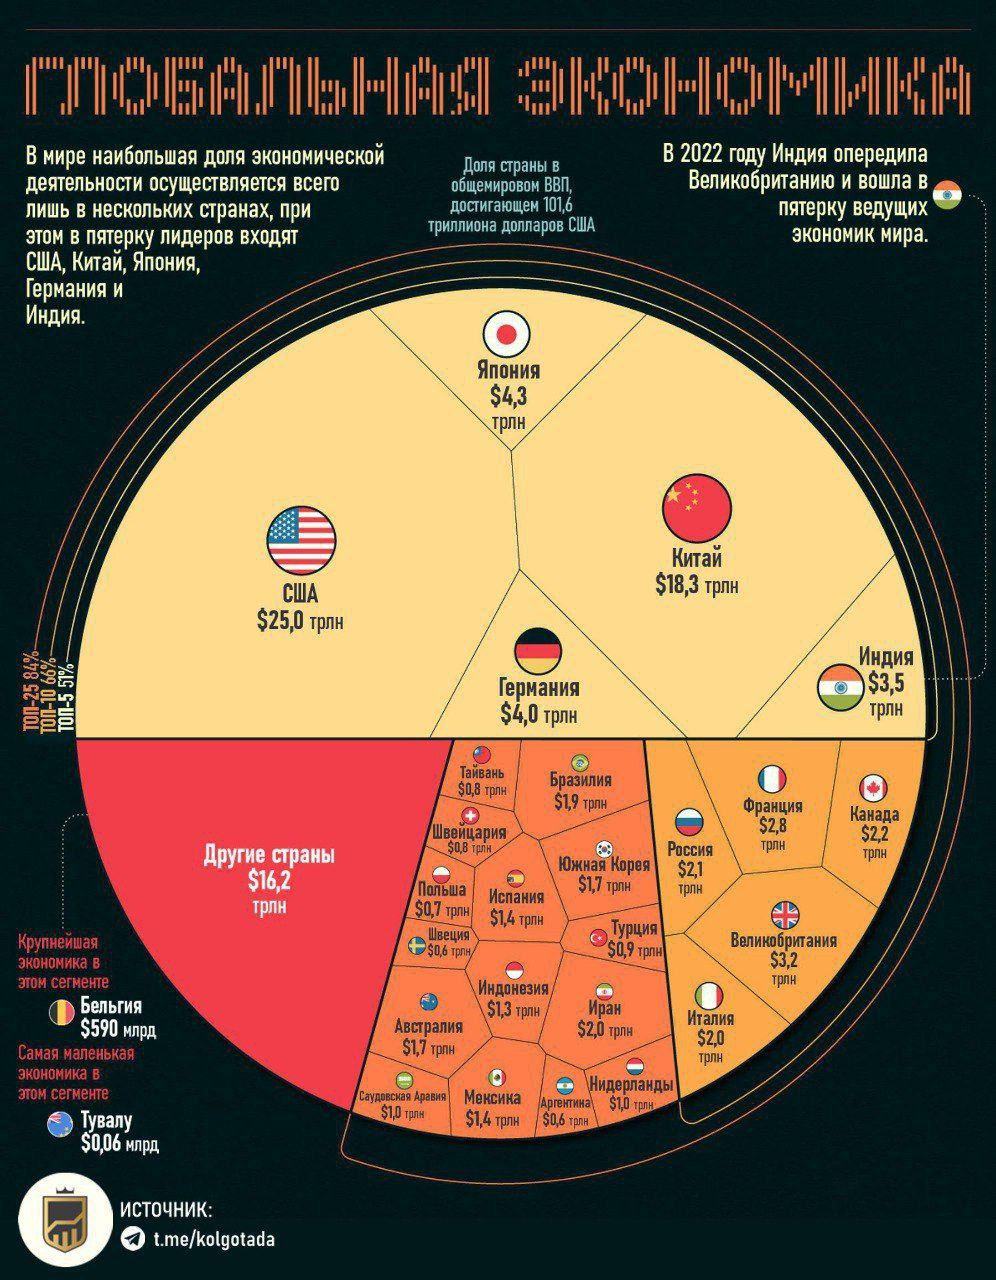 ГЛОБАЛЬНАЯ ЭКОНОМИКА
В мире наибольшая доля экономической
деятельности осуществляется всего
лишь в нескольких странах, при
этом в пятерку лидеров входят
США, Китай, Япония,
Германия и
Индия.
Доля страны в
общемировом ВВП,
достигающем 101,6
триллиона долларов США
В 2022 году Индия опередила
Великобританию и вошла в
пятерку ведущих
экономик мира.
Япония
$4,3
трлн
США
$25,0 трлн
Китай
$18,3 трлн
Германия
$4,0 трлн
Индия
$3,5
трлн
ТОП-25 84%
ТОП-10 66%
ТОП-5 51%
Другие страны
$16,2
трлн
Тайвань
$0,8 трлн
Бразилия
$1,9 трлн
Швейцария
$0,8 трлн
Южная Корея
$1,7 трлн
Польша
$0,7 трлн
Испания
$1,4 трлн
Швеция
$0,6 трлн
Турция
$0,9 трлн
Индонезия
$1,3 трлн
Иран
$2,0 трлн
Австралия
$1,7 трлн
Саудовская Аравия
$1,0 трлн
Мексика
$1,4 трлн
Аргентина
$0,6 трлн
Нидерланды
$1,0 трлн
Россия
$2,1
трлн
Франция
$2,8
трлн
Канада
$2,2
трлн
Великобритания
$3,2
трлн
Италия
$2,0
трлн
Крупнейшая
экономика в
этом сегменте
Бельгия
$590 млрд
Самая маленькая
экономика в
этом сегменте
Тувалу
$0,06 млрд
ИСТОЧНИК:
t.me/kolgotada